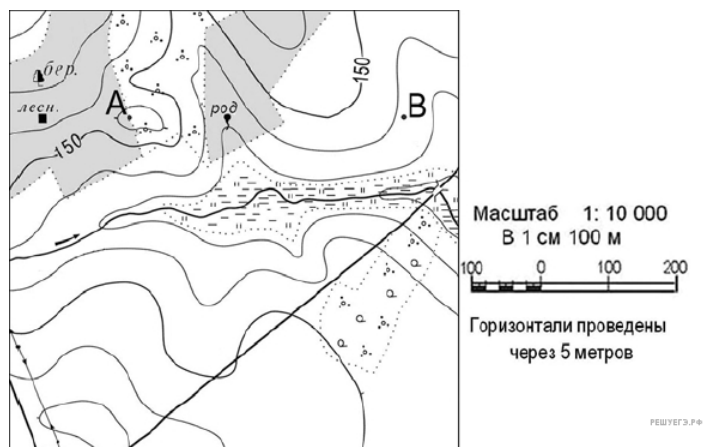 бер.
лесн.
А
род
150
В
150
Масштаб 1: 10 000
В 1 см 100 м
100 0 100 200
Горизонтали проведены
через 5 метров
РЕШУЕГЭ.РФ